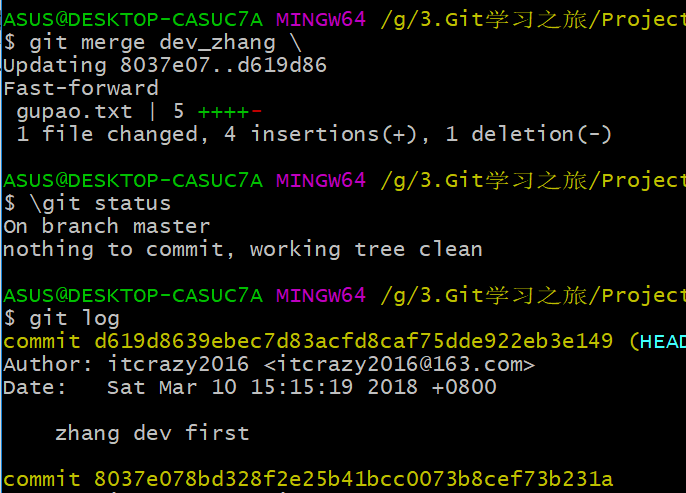 ASUS@DESKTOP-CASUC7A MINGW64 /g/3.Git学习之旅/Project
$ git merge dev_zhang \
Updating 8037e07..d619d86
Fast-forward
 gupao.txt | 5 ++++-
 1 file changed, 4 insertions(+), 1 deletion(-)
ASUS@DESKTOP-CASUC7A MINGW64 /g/3.Git学习之旅/Project
$ \git status
On branch master
nothing to commit, working tree clean
ASUS@DESKTOP-CASUC7A MINGW64 /g/3.Git学习之旅/Project
$ git log
commit d619d8639ebec7d83acfd8caf75dde922eb3e149 (HEAD
Author: itcrazy2016 <itcrazy2016@163.com>
Date:   Sat Mar 10 15:15:19 2018 +0800
    zhang dev first
commit 8037e078bd328f2e25b41bcc0073b8cef73b231a